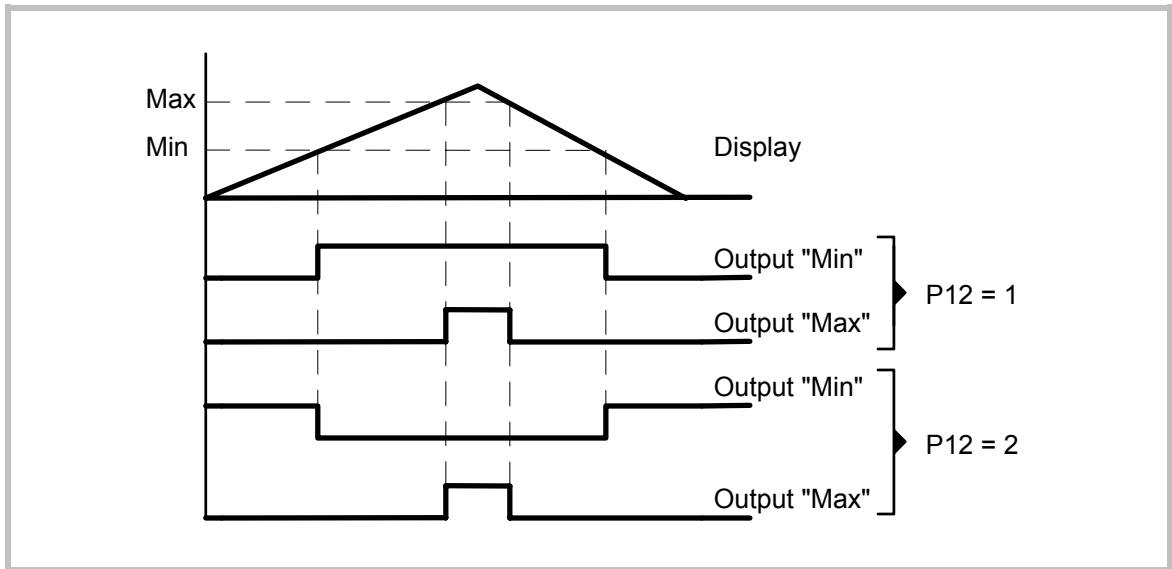 Max
Min
Display
Output "Min"
P12 = 1
Output "Max"
Output "Min"
P12 = 2
Output "Max"